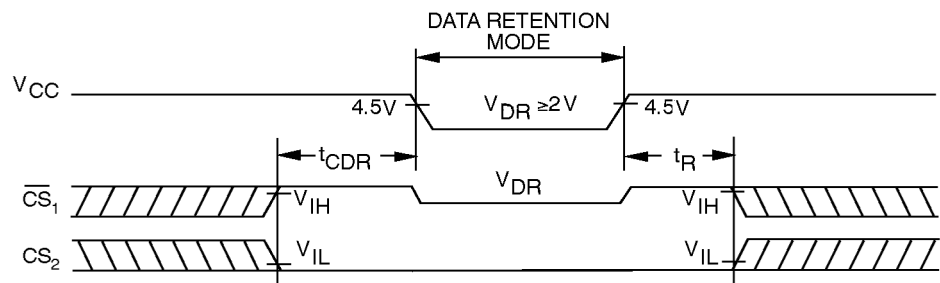 DATA RETENTION
MODE
VCC
4.5V
VDR ≥2V
4.5V
tCDR
tR
CS1
VIH
VDR
VIH
CS2
VIL
VIL